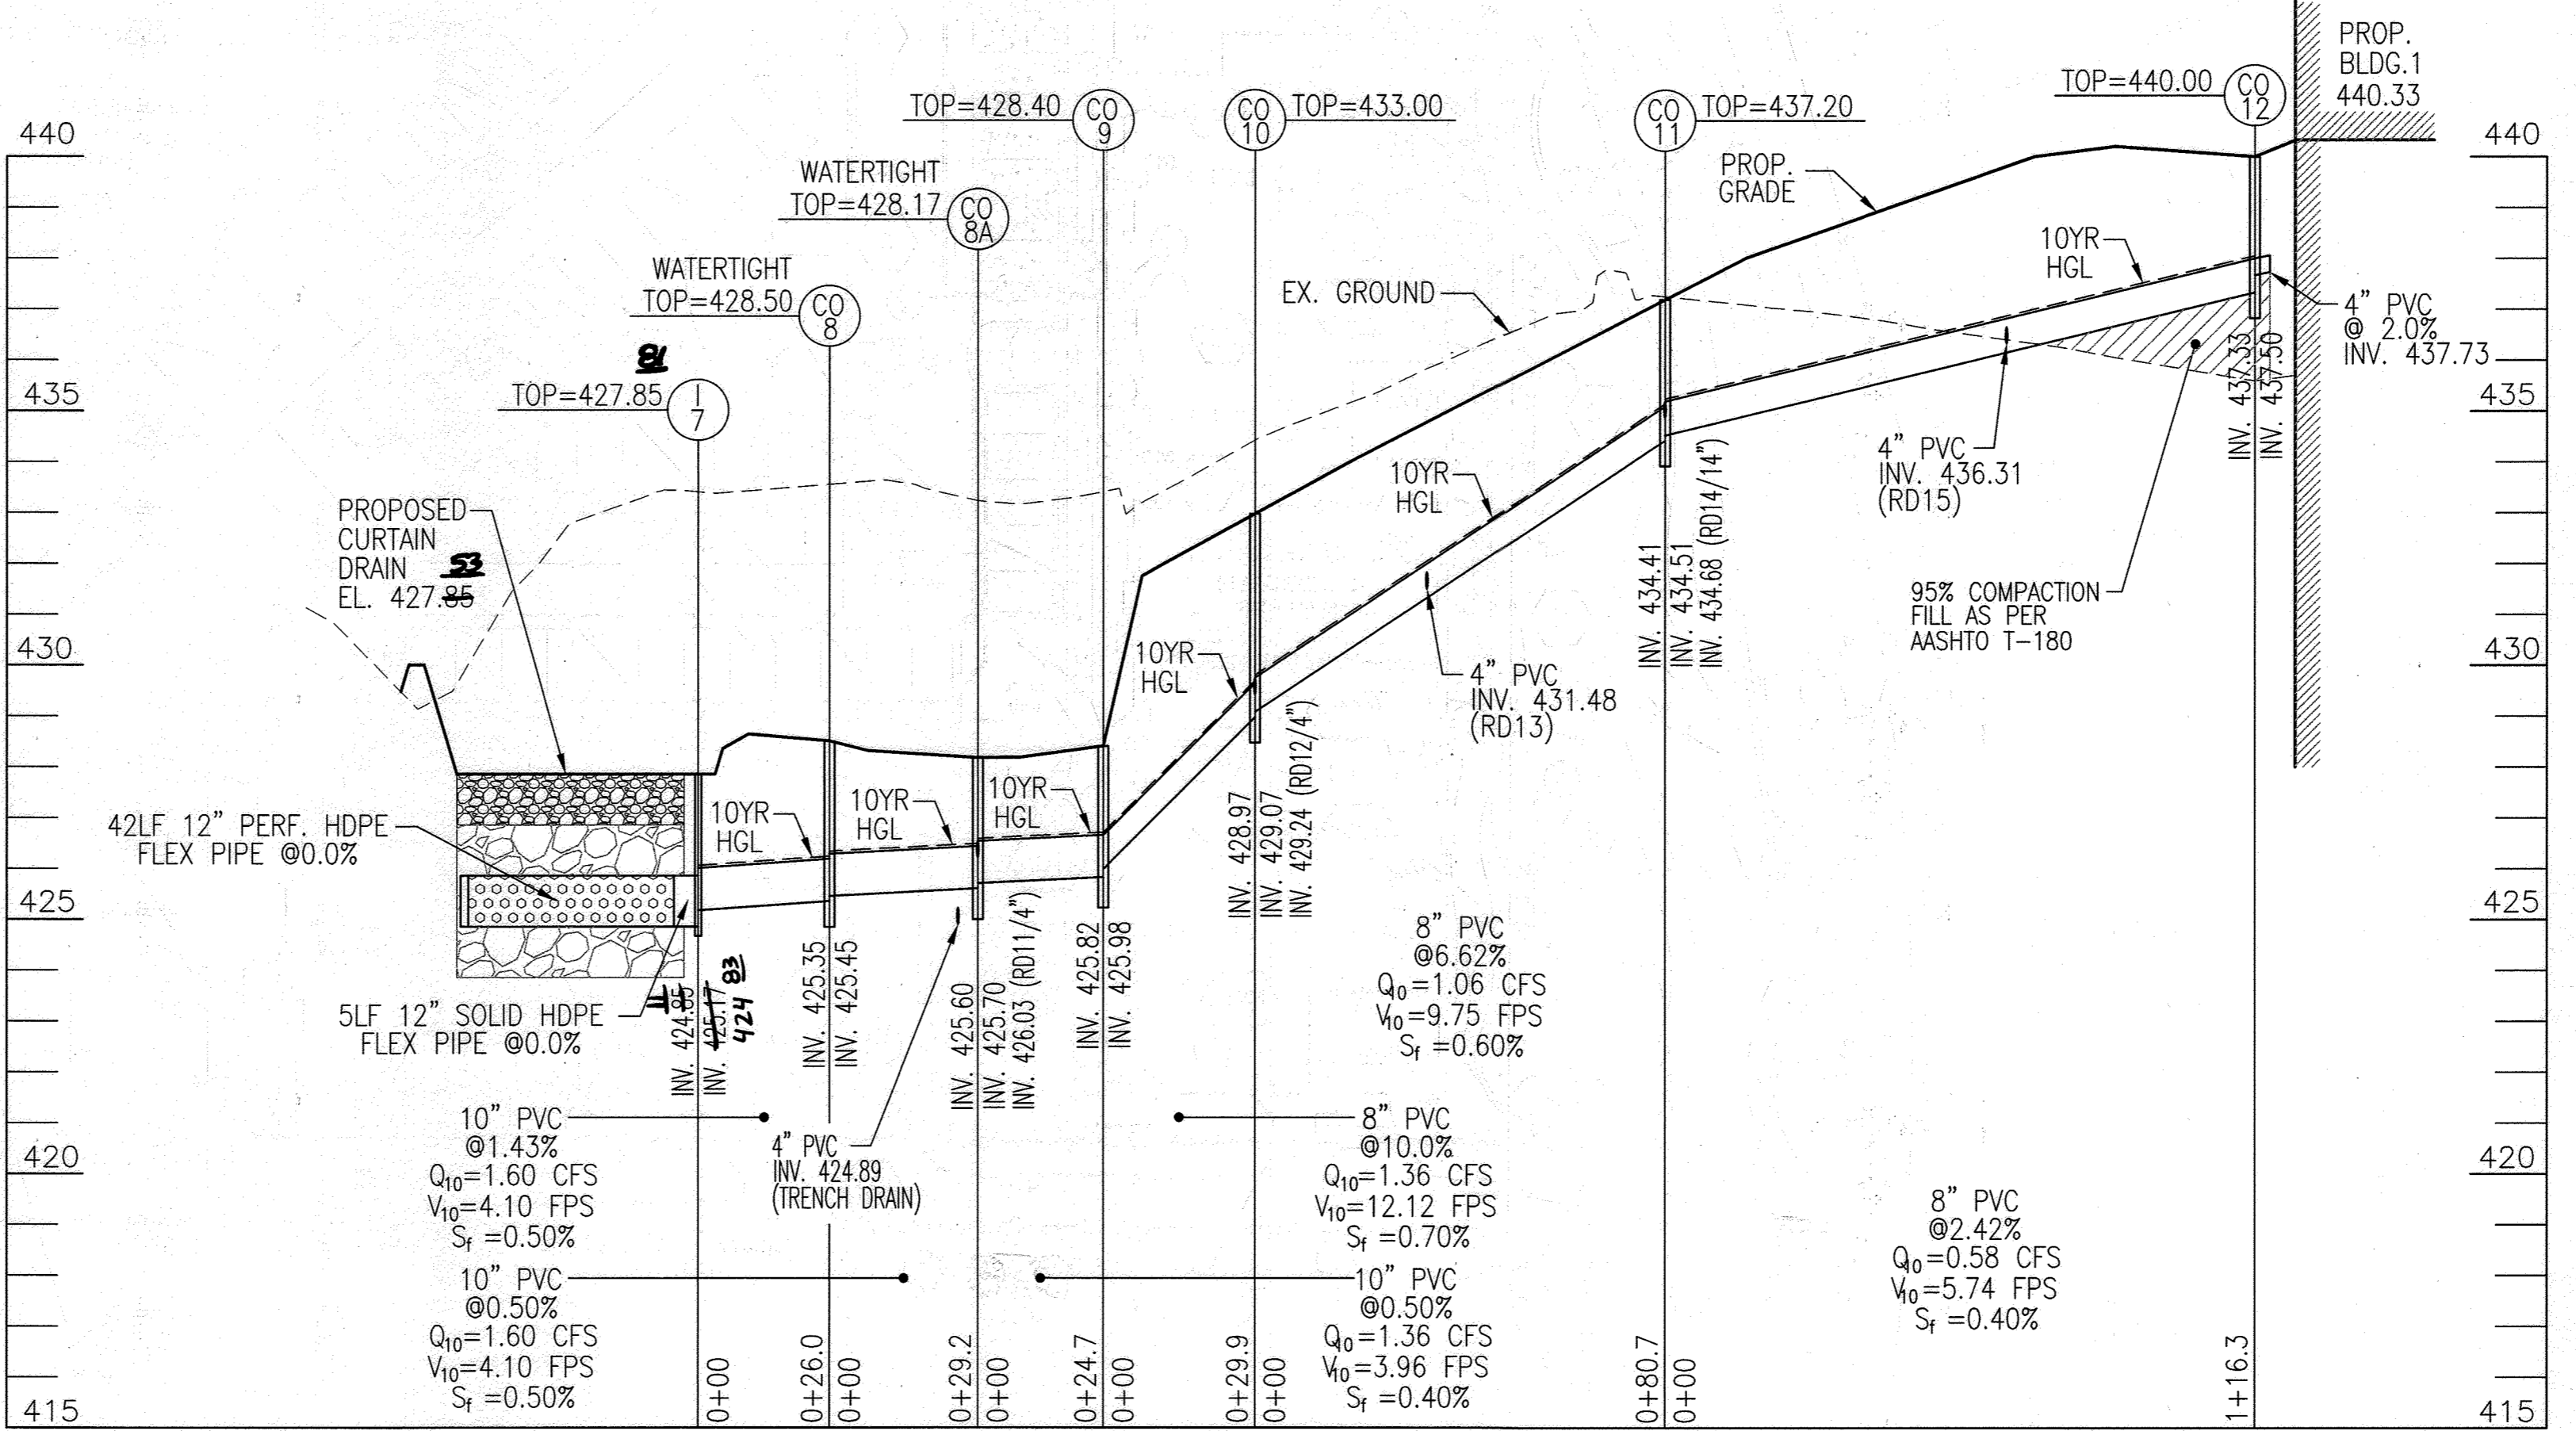 PROP.
BLDG.1
440.33
TOP=440.00
CO
12
TOP=428.40
CO
9
CO
10
TOP=433.00
CO
11
TOP=437.20
440
440
WATERTIGHT
TOP=428.17
CO
8A
PROP.
GRADE
WATERTIGHT
TOP=428.50
CO
8
10YR
HGL
EX. GROUND
4" PVC
@ 2.0%
INV. 437.73
81
TOP=427.85
I
7
435
435
INV. 437.33
INV. 437.50
4" PVC
INV. 436.31
(RD15)
10YR
HGL
PROPOSED
CURTAIN
DRAIN 53
EL. 427.85
INV. 434.41
INV. 434.51
INV. 434.68 (RD14/14")
95% COMPACTION
FILL AS PER
AASHTO T-180
430
430
10YR
HGL
4" PVC
INV. 431.48
(RD13)
INV. 428.97
INV. 429.07
INV. 429.24 (RD12/4")
42LF 12" PERF. HDPE
FLEX PIPE @0.0%
10YR
HGL
10YR
HGL
10YR
HGL
425
425
8" PVC
@6.62%
Q10=1.06 CFS
V10=9.75 FPS
Sf =0.60%
5LF 12" SOLID HDPE
FLEX PIPE @0.0%
11
INV. 424.85
INV. 425.17
424 83
INV. 425.35
INV. 425.45
INV. 425.60
INV. 425.70
INV. 426.03 (RD11/4")
INV. 425.82
INV. 425.98
10" PVC
@1.43%
Q10=1.60 CFS
V10=4.10 FPS
Sf =0.50%
4" PVC
INV. 424.89
(TRENCH DRAIN)
8" PVC
@10.0%
Q10=1.36 CFS
V10=12.12 FPS
Sf =0.70%
420
420
8" PVC
@2.42%
Q10=0.58 CFS
V10=5.74 FPS
Sf =0.40%
10" PVC
@0.50%
Q10=1.60 CFS
V10=4.10 FPS
Sf =0.50%
10" PVC
@0.50%
Q10=1.36 CFS
V10=3.96 FPS
Sf =0.40%
0+00
0+26.0
0+00
0+29.2
0+00
0+24.7
0+00
0+29.9
0+00
0+80.7
0+00
1+16.3
415
415